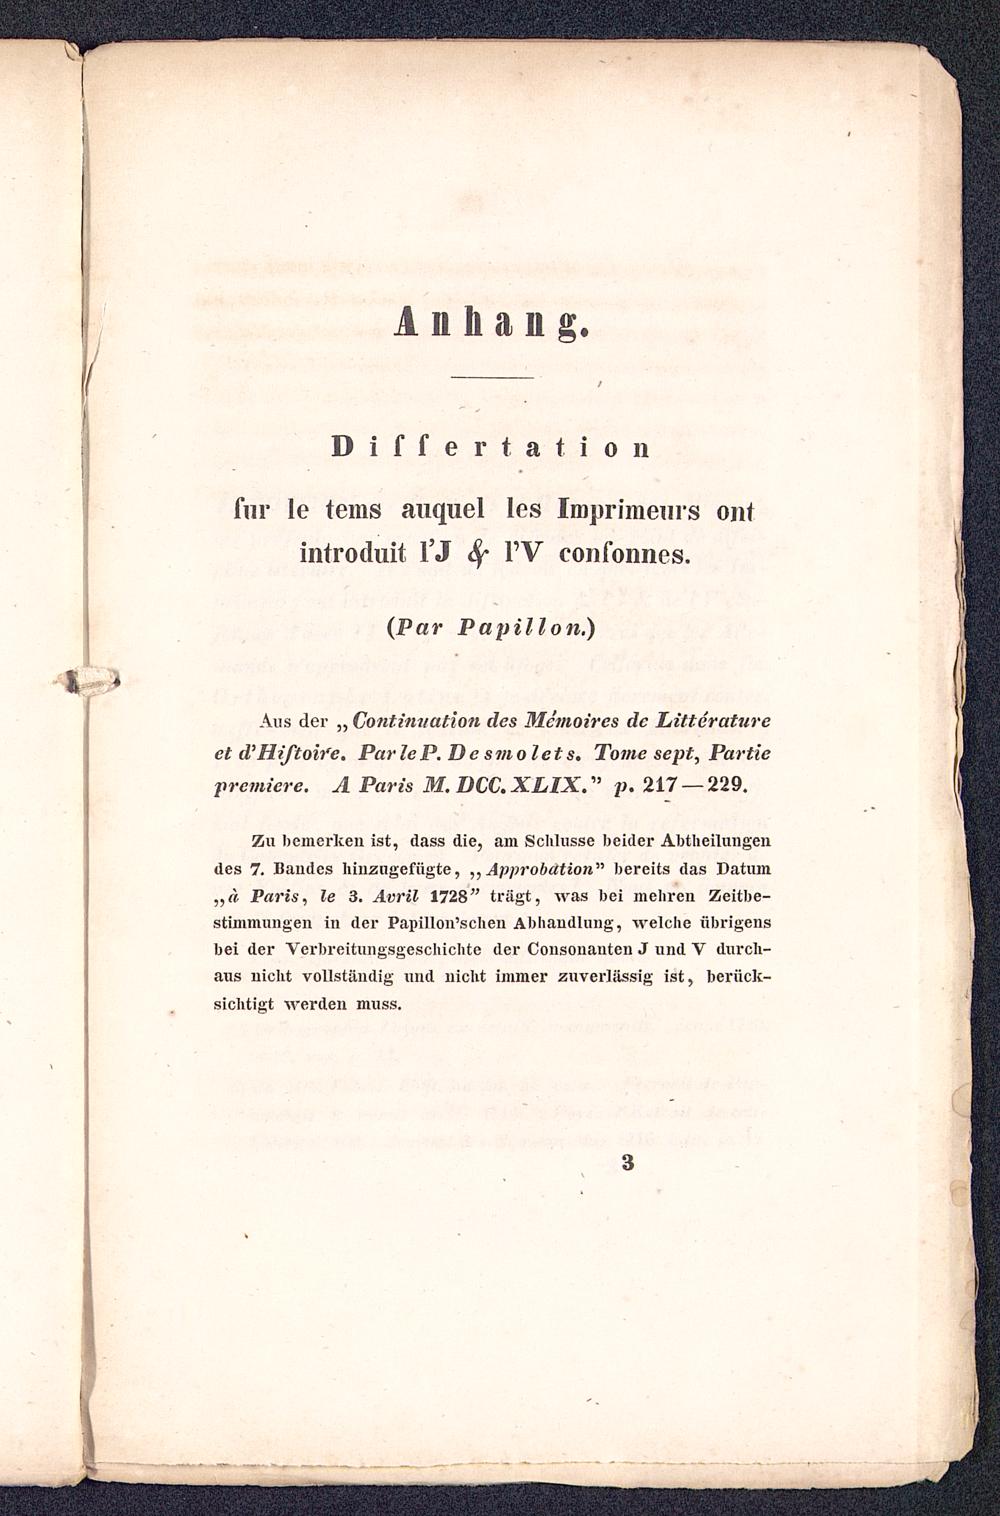 Anhang.
Diſſertation
ſur le tems auquel les Imprimeurs ont
introduit l'J & l'V conſonnes.
(Par Papillon.)
Aus der „Continuation des Mémoires de Littérature
et d'Hiſtoire. Par le P. Desmolets. Tome sept, Partie
premiere. A Paris M. DCC. XLIX.” p. 217—229.
Zu bemerken ist, dass die, am Schlusse beider Abtheilungen
des 7. Bandes hinzugefügte, „Approbation” bereits das Datum
„à Paris, le 3. Avril 1728” trägt, was bei mehren Zeitbe-
stimmungen in der Papillon'schen Abhandlung, welche übrigens
bei der Verbreitungsgeschichte der Consonanten J und V durch-
aus nicht vollständig und nicht immer zuverlässig ist, berück-
sichtigt werden muss.
3